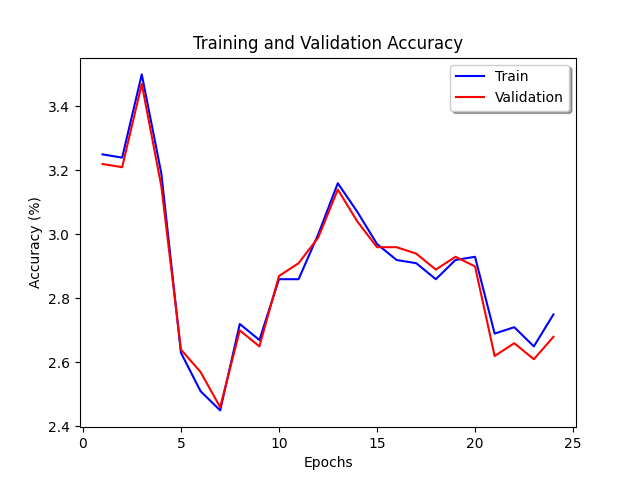 Training and Validation Accuracy
Train
Validation
Accuracy (%)
3.4
3.2
3.0
2.8
2.6
2.4
0 5 10 15 20 25
Epochs